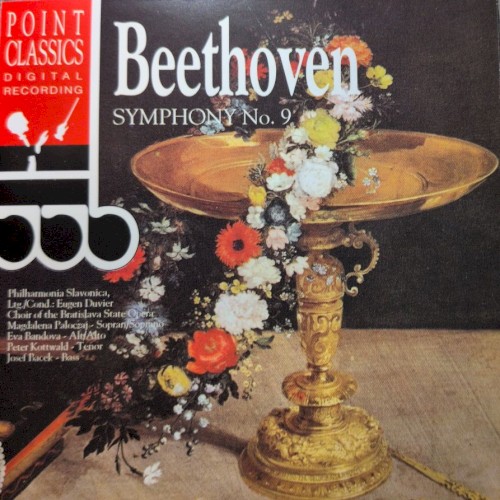 POINT
CLASSICS
DIGITAL
RECORDING
Beethoven
SYMPHONY No. 9
Philharmonia Slavonica,
Ltg./Cond.: Eugen Duvier
Choir of the Bratislava State Opera
Magdalena Paloczaj - Sopran/Soprano
Eva Bandova - Alt/Alto
Peter Kottwald - Tenor
Josef Bacek - Bass